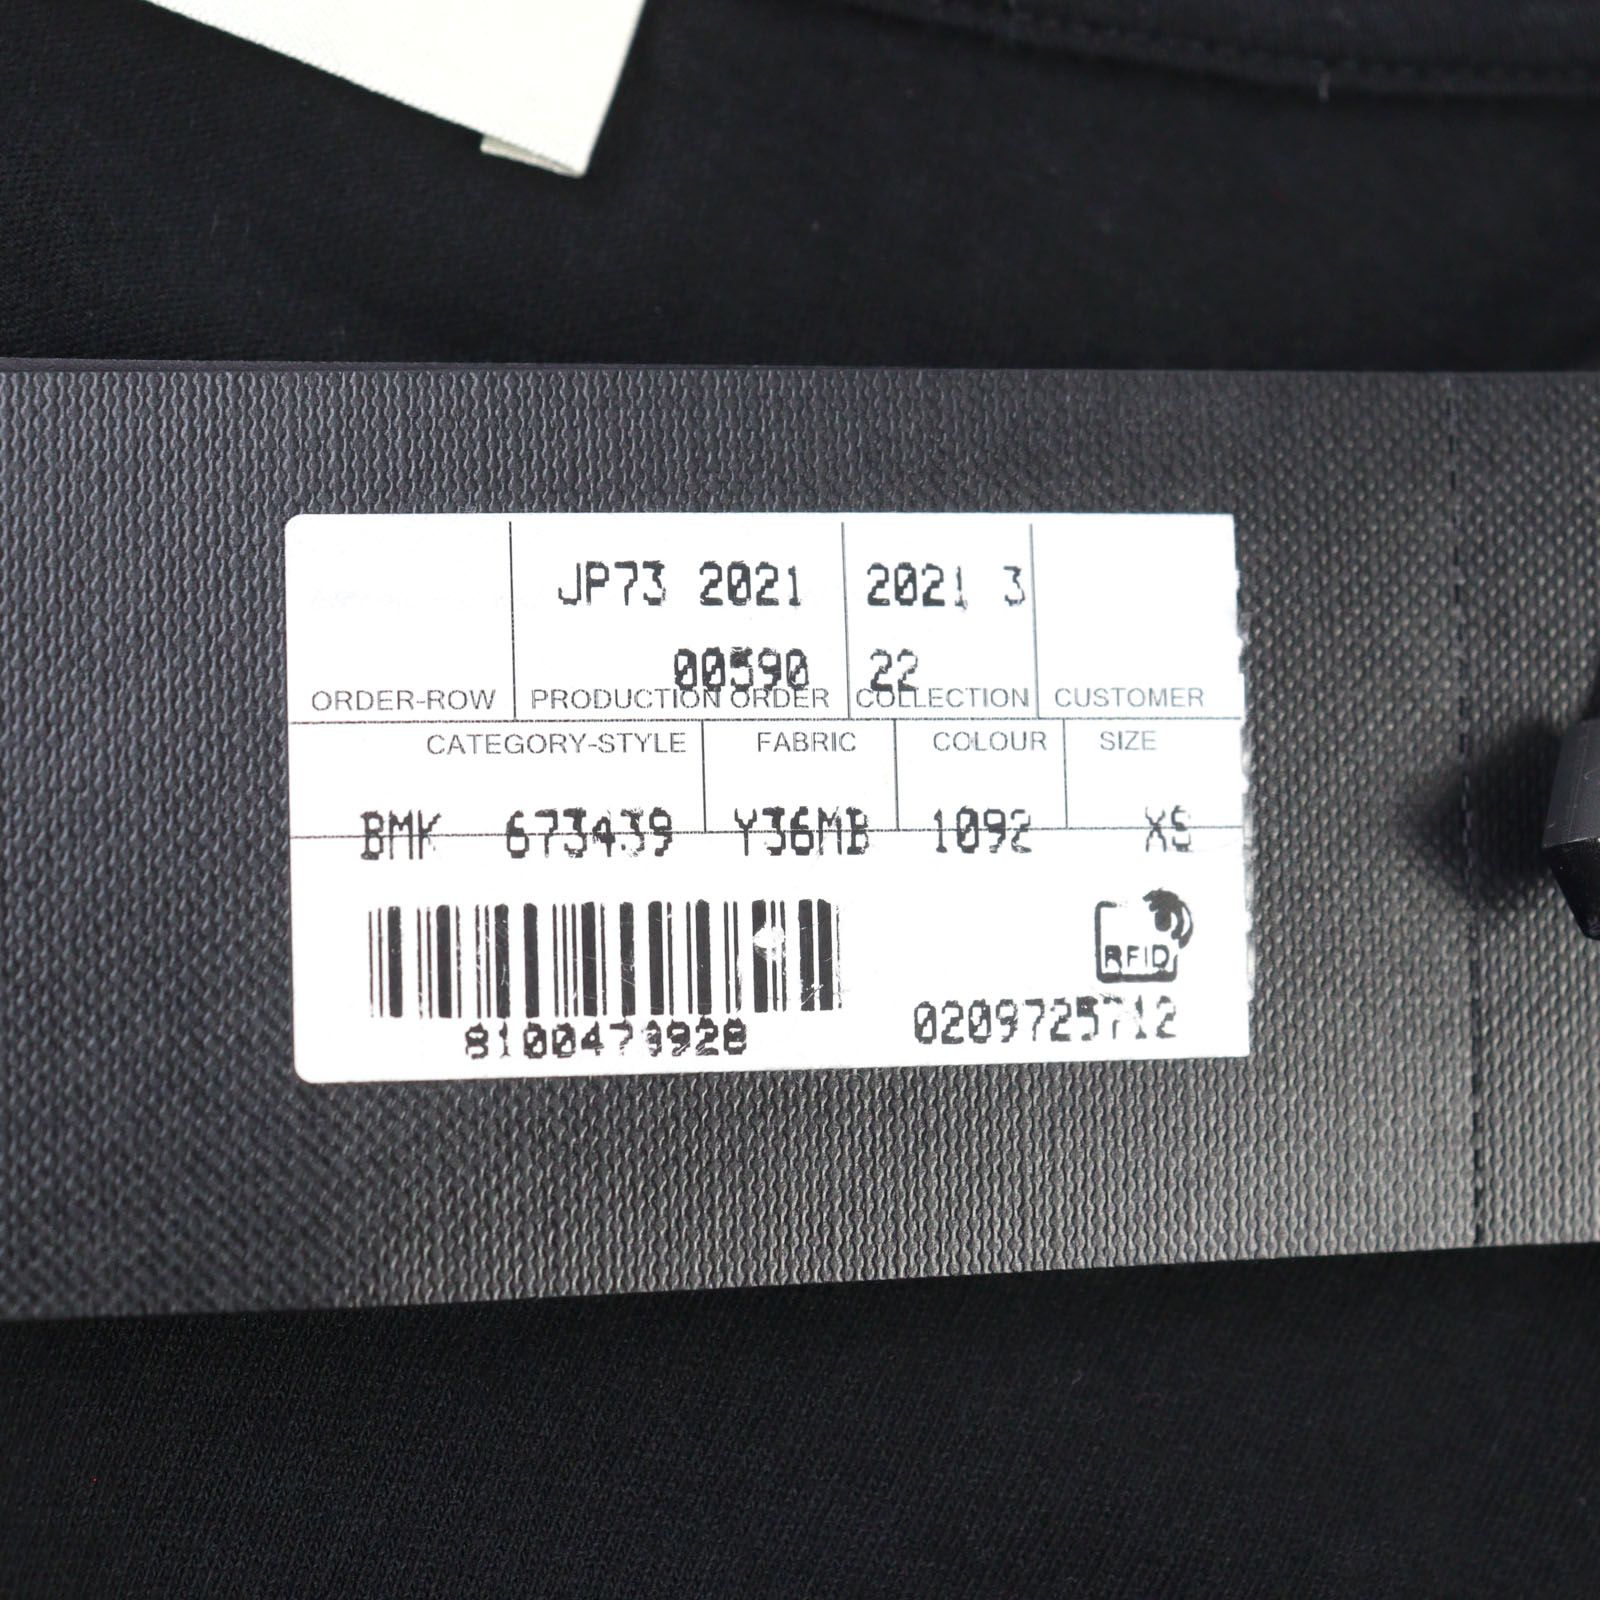 JP73 2021 2021 3
00590 22
ORDER-ROW PRODUCTION ORDER COLLECTION CUSTOMER
CATEGORY-STYLE FABRIC COLOUR SIZE
BMK 673439 Y36MB 1092 XS
RFID
8100479928 0209725712